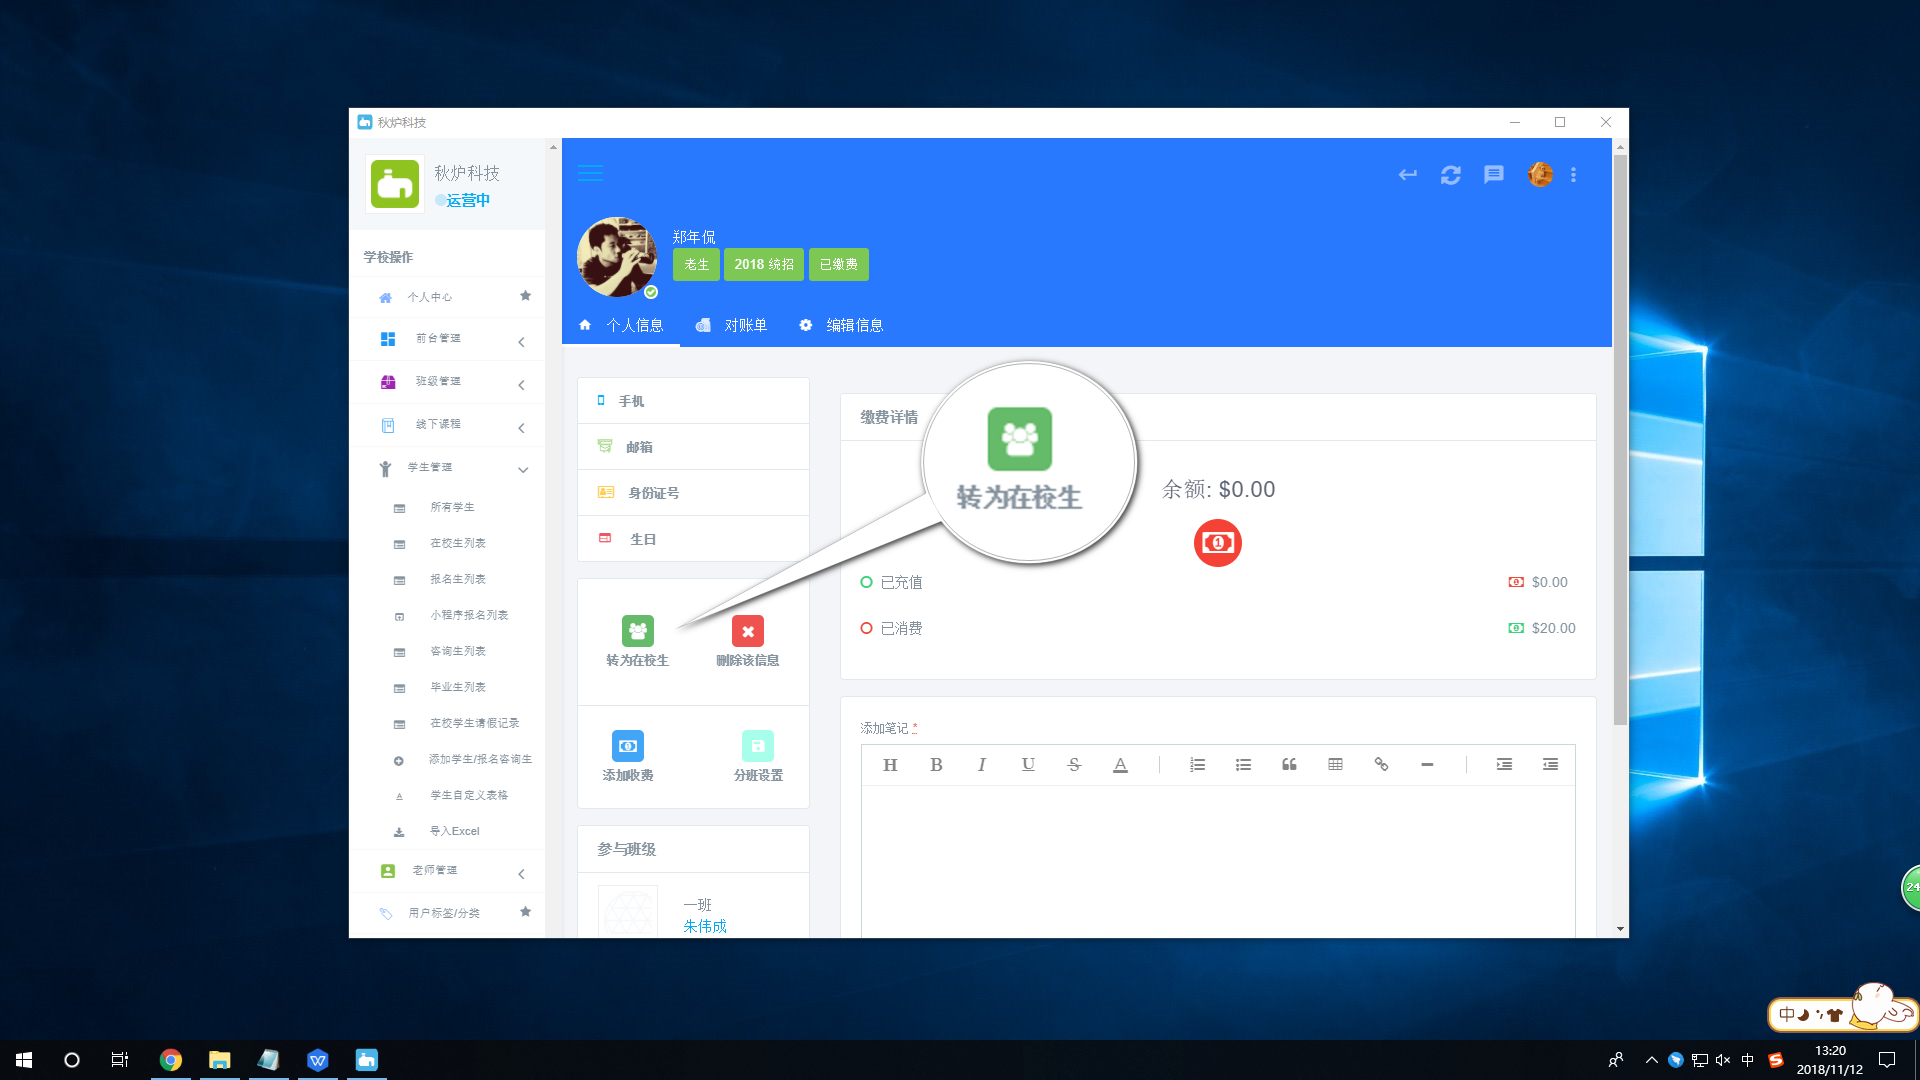 秋炉科技
秋炉科技
运营中
学校操作
个人中心
前台管理
班级管理
线下课程
学生管理
所有学生
在校生列表
报名生列表
小程序报名列表
咨询生列表
毕业生列表
在校学生请假记录
添加学生/报名咨询生
学生自定义表格
导入Excel
老师管理
用户标签/分类
郑年侃
老生 2018 统招 已缴费
个人信息 对账单 编辑信息
手机
邮箱
身份证号
生日
转为在校生 删除该信息
添加收费 分班设置
参与班级
一班
朱伟成
缴费详情
转为在校生
余额: $0.00
已充值 $0.00
已消费 $20.00
添加笔记 *
H B I U S A
24
中
中
13:20
2018/11/12